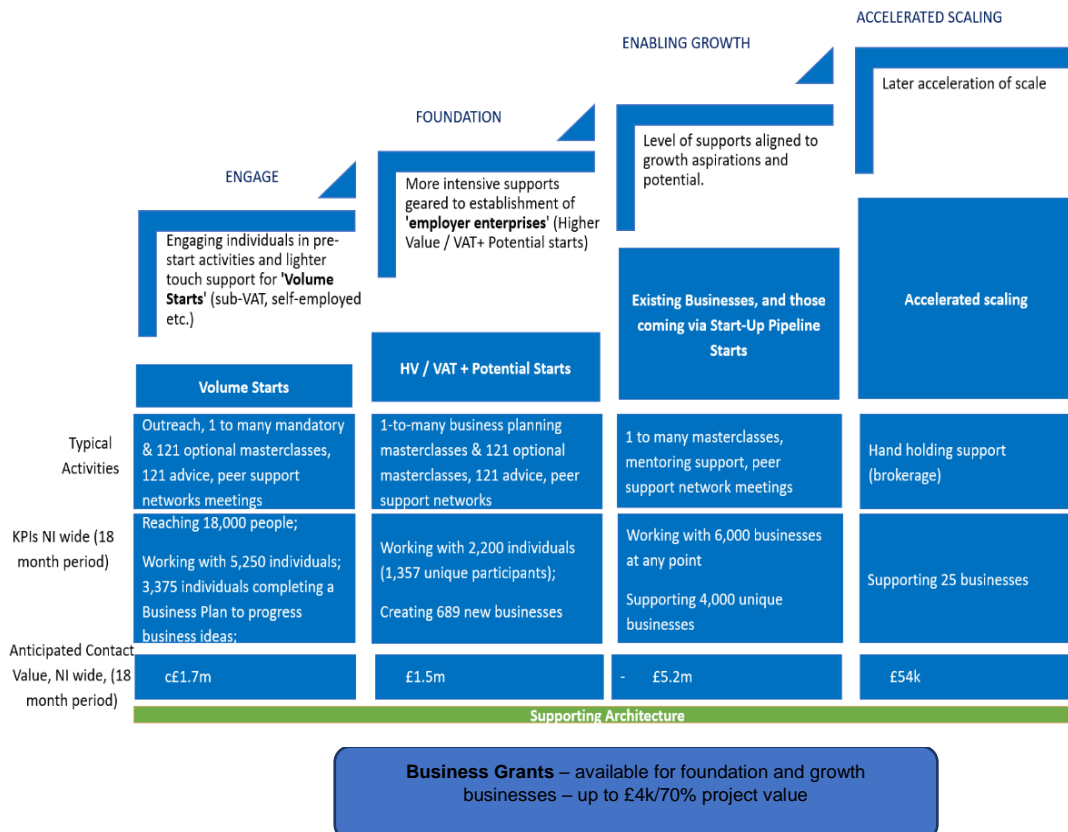 ACCELERATED SCALING
Later acceleration of scale
ENABLING GROWTH
Level of supports aligned to
growth aspirations and
potential.
FOUNDATION
More intensive supports
geared to establishment of
'employer enterprises' (Higher
Value / VAT+ Potential starts)
ENGAGE
Engaging individuals in pre-
start activities and lighter
touch support for 'Volume
Starts' (sub-VAT, self-employed
etc.)
Volume Starts
HV / VAT + Potential Starts
Existing Businesses, and those
coming via Start-Up Pipeline
Starts
Accelerated scaling
Typical
Activities
Outreach, 1 to many mandatory
& 121 optional masterclasses,
121 advice, peer support
networks meetings
1-to-many business planning
masterclasses & 121 optional
masterclasses, 121 advice, peer
support networks
1 to many masterclasses,
mentoring support, peer
support network meetings
Hand holding support
(brokerage)
KPIs NI wide (18
month period)
Reaching 18,000 people;
Working with 5,250 individuals;
3,375 individuals completing a
Business Plan to progress
business ideas;
Working with 2,200 individuals
(1,357 unique participants);
Creating 689 new businesses
Working with 6,000 businesses
at any point
Supporting 4,000 unique
businesses
Supporting 25 businesses
Anticipated Contact
Value, NI wide, (18
month period)
c£1.7m
£1.5m
- £5.2m
£54k
Supporting Architecture
Business Grants – available for foundation and growth
businesses – up to £4k/70% project value